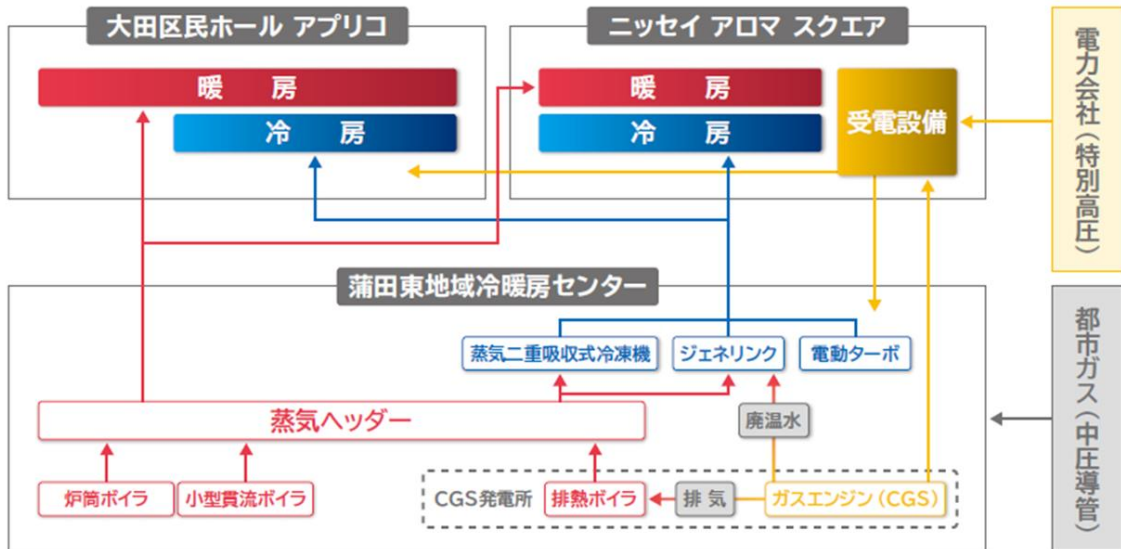 大田区民ホール アプリコ
暖 房
冷 房
ニッセイ アロマ スクエア
暖 房
冷 房
受電設備
電力会社（特別高圧）
蒲田東地域冷暖房センター
蒸気二重吸収式冷凍機
ジェネリンク
電動ターボ
蒸気ヘッダー
廃温水
炉筒ボイラ
小型貫流ボイラ
CGS発電所
排熱ボイラ
排 気
ガスエンジン（CGS）
都市ガス（中圧導管）